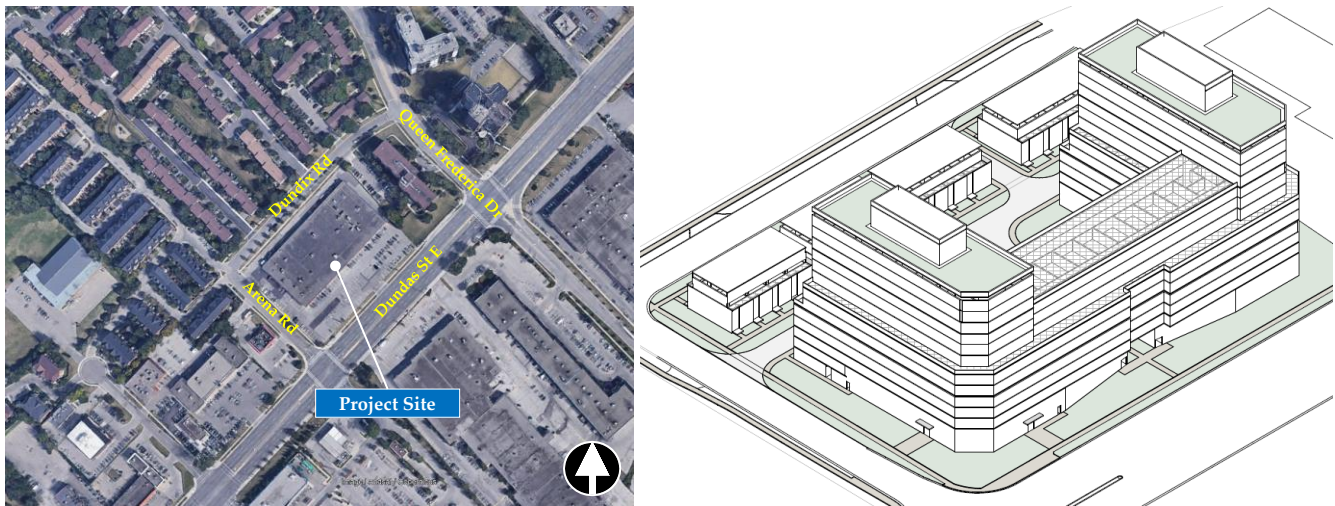 Queen Frederica Dr
Dundix Rd
Dundas St E
Arena Rd
Project Site